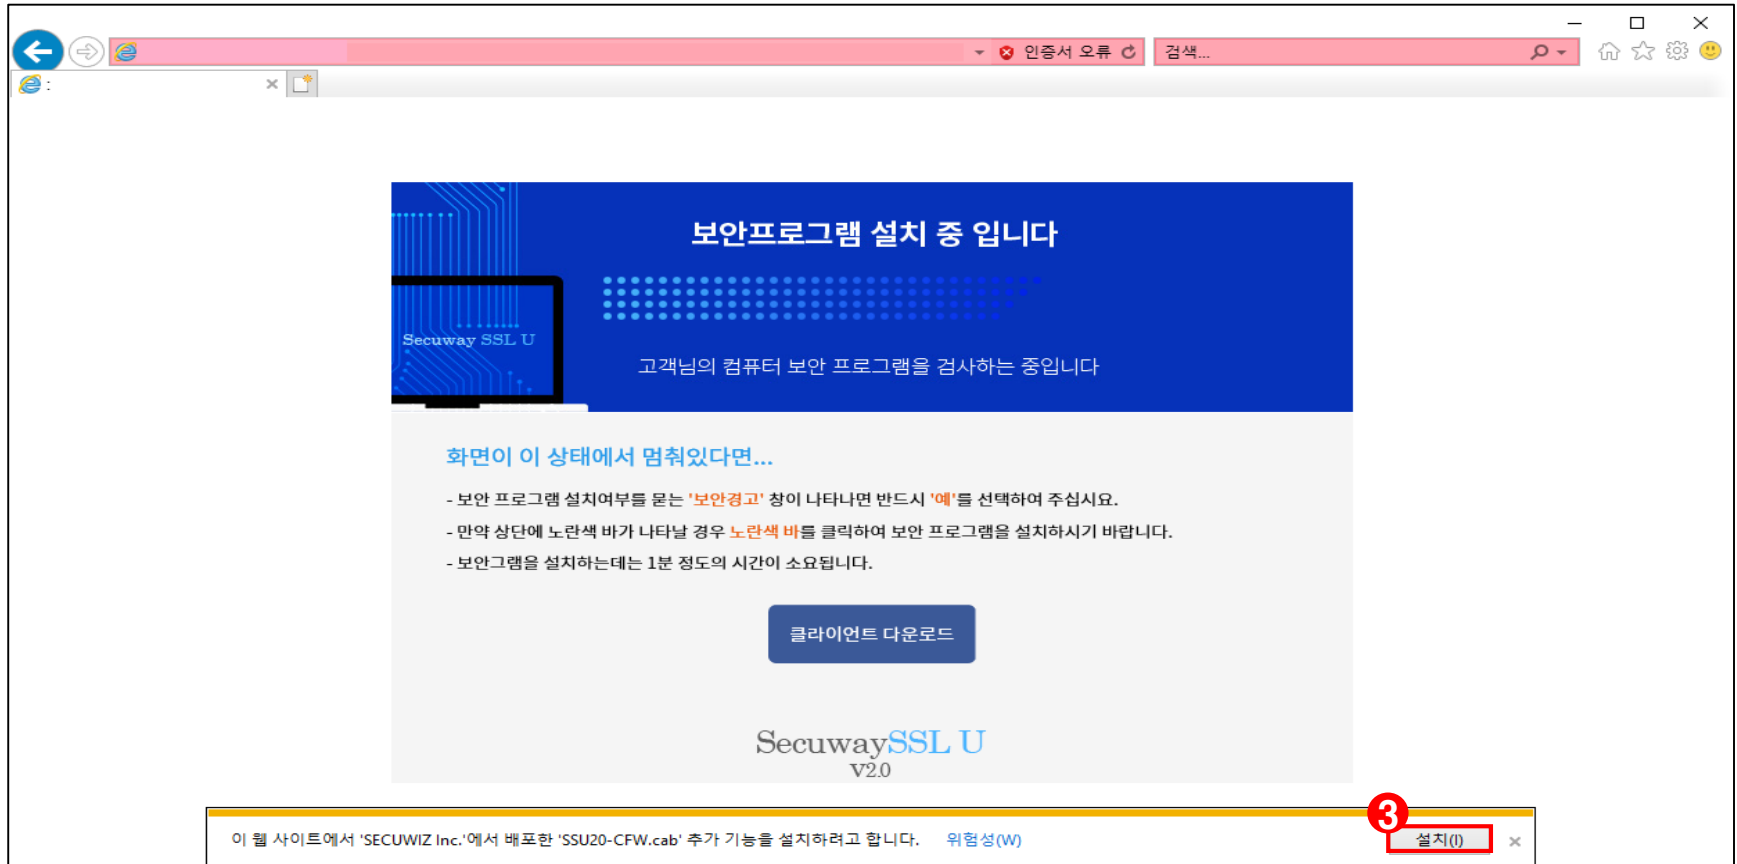 인증서 오류
검색...
:
보안프로그램 설치 중 입니다
Secuway SSL U
고객님의 컴퓨터 보안 프로그램을 검사하는 중입니다
화면이 이 상태에서 멈춰있다면...
- 보안 프로그램 설치여부를 묻는 '보안경고' 창이 나타나면 반드시 '예'를 선택하여 주십시요.
- 만약 상단에 노란색 바가 나타날 경우 노란색 바를 클릭하여 보안 프로그램을 설치하시기 바랍니다.
- 보안그램을 설치하는데는 1분 정도의 시간이 소요됩니다.
클라이언트 다운로드
SecuwaySSL U
V2.0
3
이 웹 사이트에서 'SECUWIZ Inc.'에서 배포한 'SSU20-CFW.cab' 추가 기능을 설치하려고 합니다. 위험성(W) 설치(I)